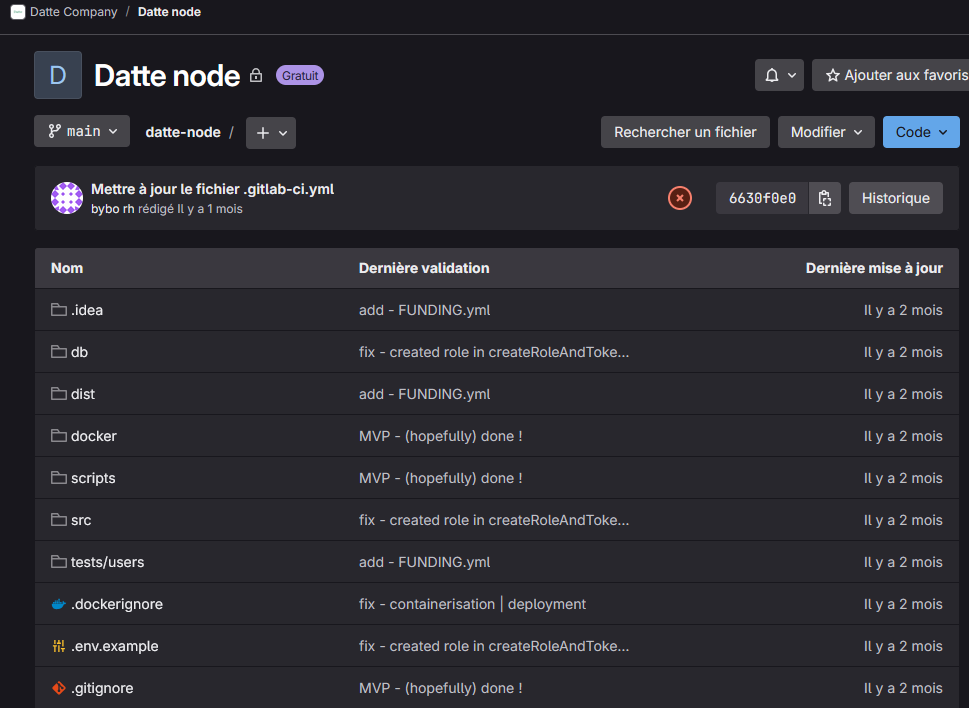 Datte Company / Datte node
D Datte node Gratuit
Ajouter aux favoris
main datte-node / +
Rechercher un fichier Modifier Code
Mettre à jour le fichier .gitlab-ci.yml
bybo rh rédigé Il y a 1 mois
6630f0e0 Historique
Nom Dernière validation Dernière mise à jour
.idea add - FUNDING.yml Il y a 2 mois
db fix - created role in createRoleAndToke... Il y a 2 mois
dist add - FUNDING.yml Il y a 2 mois
docker MVP - (hopefully) done ! Il y a 2 mois
scripts MVP - (hopefully) done ! Il y a 2 mois
src fix - created role in createRoleAndToke... Il y a 2 mois
tests/users add - FUNDING.yml Il y a 2 mois
.dockerignore fix - containerisation | deployment Il y a 2 mois
.env.example fix - created role in createRoleAndToke... Il y a 2 mois
.gitignore MVP - (hopefully) done ! Il y a 2 mois